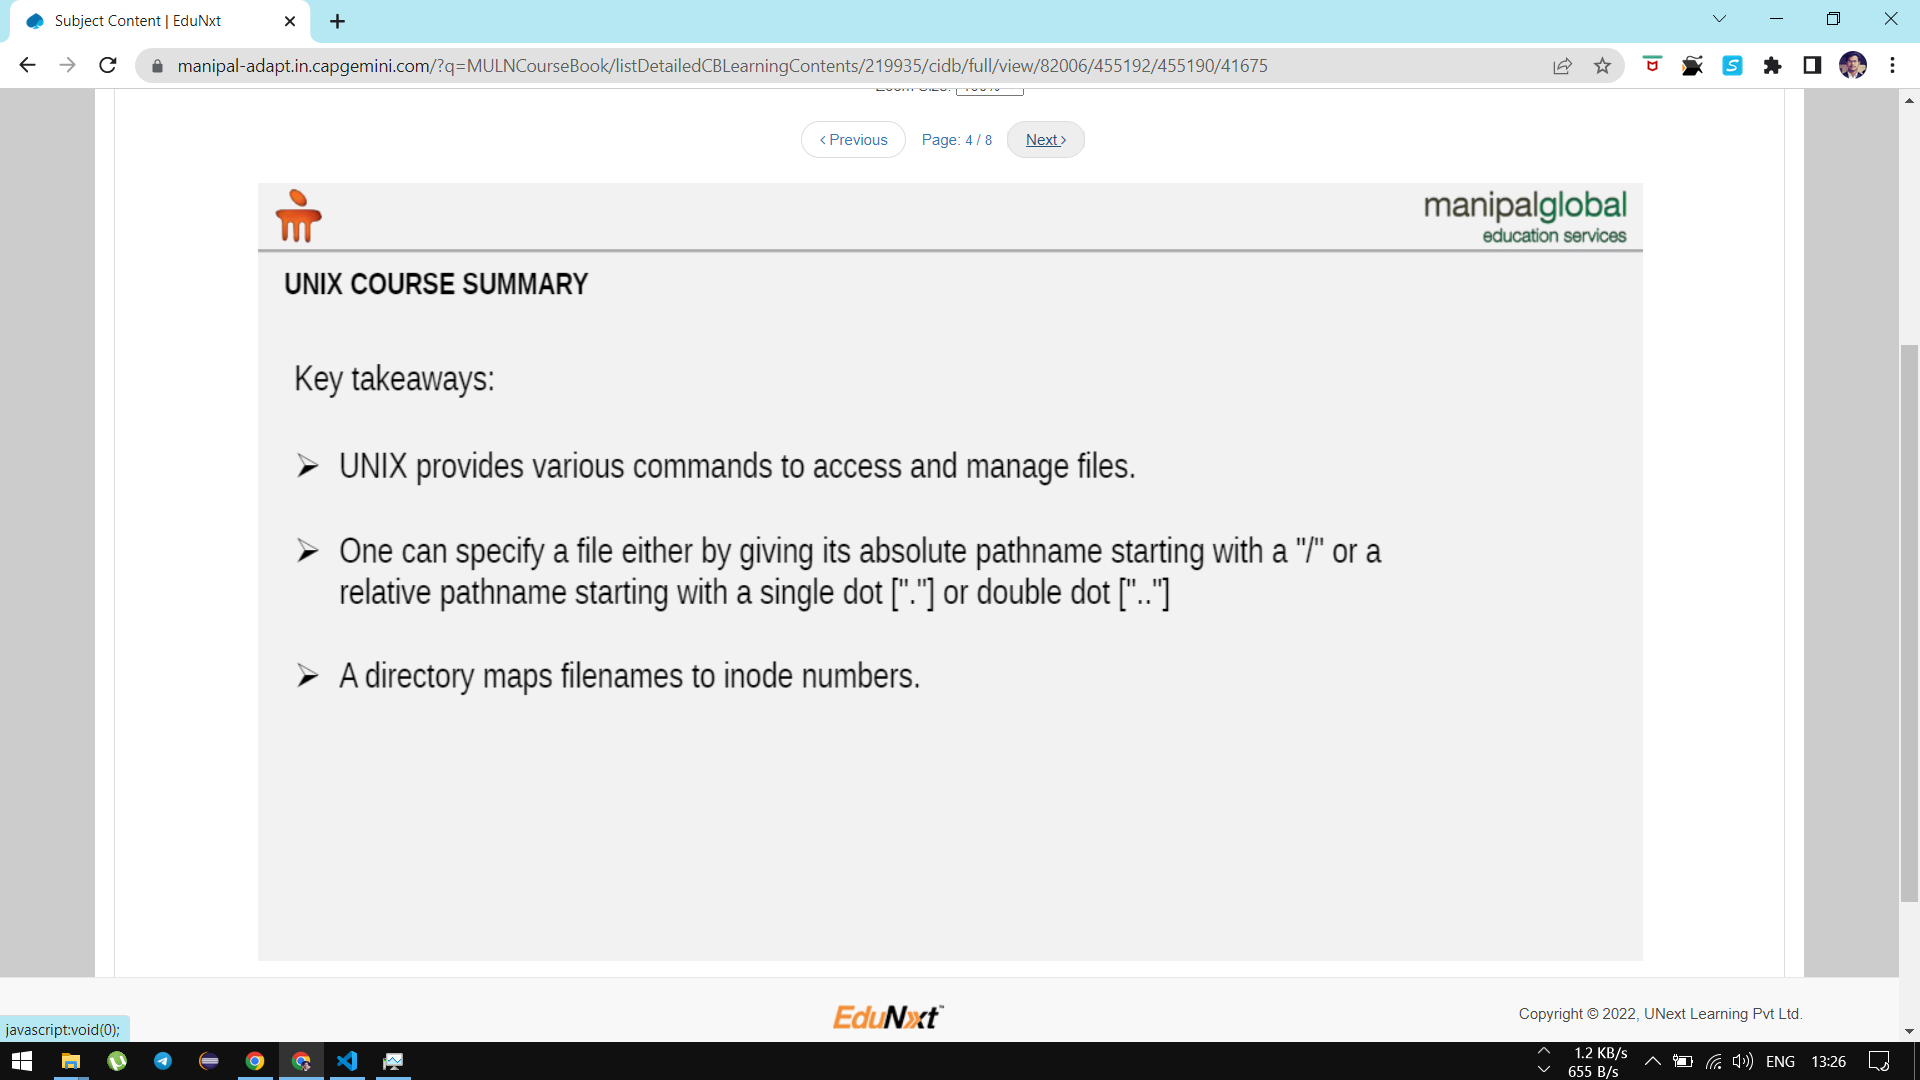 Subject Content | EduNxt
manipal-adapt.in.capgemini.com/?q=MULNCourseBook/listDetailedCBLearningContents/219935/cidb/full/view/82006/455192/455190/41675
‹ Previous Page: 4 / 8 Next ›
manipalglobal
education services
UNIX COURSE SUMMARY
Key takeaways:
➢ UNIX provides various commands to access and manage files.
➢ One can specify a file either by giving its absolute pathname starting with a "/" or a
relative pathname starting with a single dot ["."] or double dot [".."]
➢ A directory maps filenames to inode numbers.
EduNxt™
Copyright © 2022, UNext Learning Pvt Ltd.
javascript:void(0);
1.2 KB/s
655 B/s
ENG 13:26